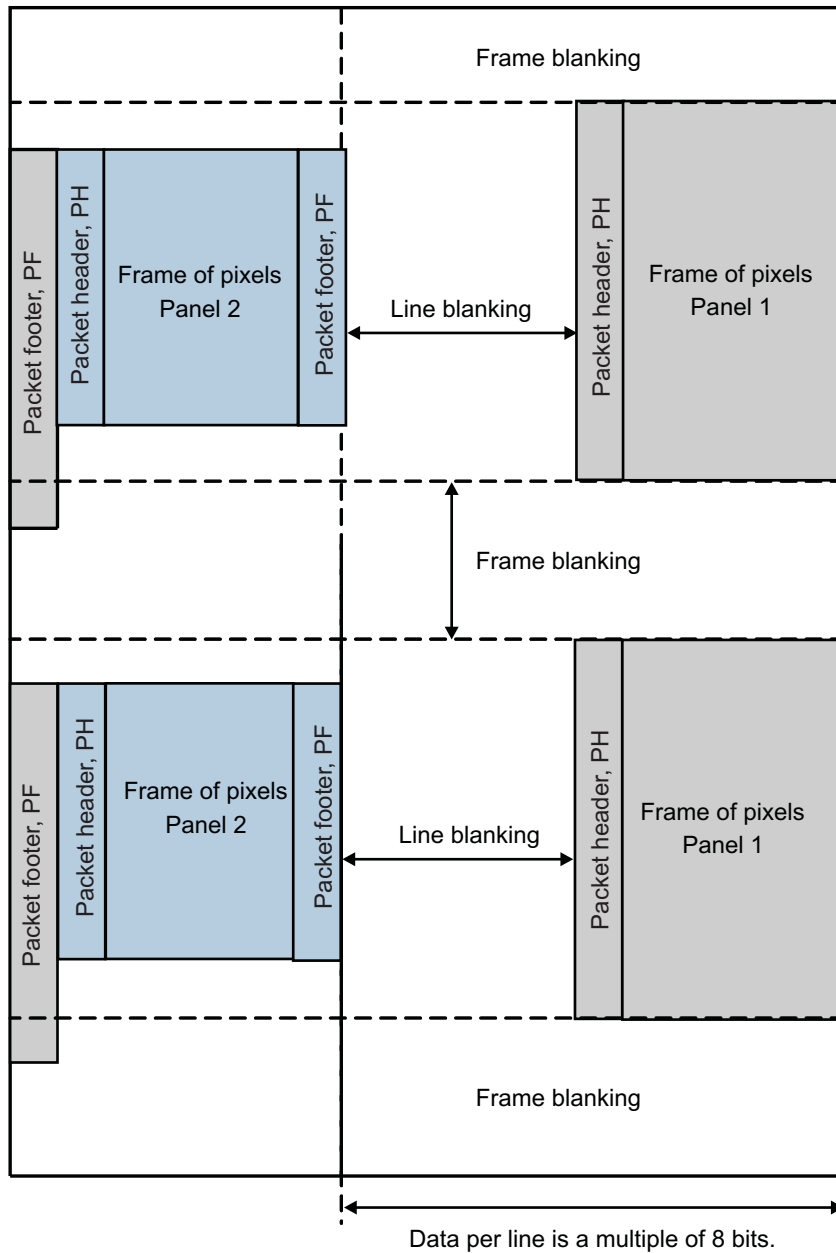 Frame blanking
Packet footer, PF
Packet header, PH
Frame of pixels
Panel 2
Packet footer, PF
Line blanking
Packet header, PH
Frame of pixels
Panel 1
Frame blanking
Packet footer, PF
Packet header, PH
Frame of pixels
Panel 2
Packet footer, PF
Line blanking
Packet header, PH
Frame of pixels
Panel 1
Frame blanking
Data per line is a multiple of 8 bits.